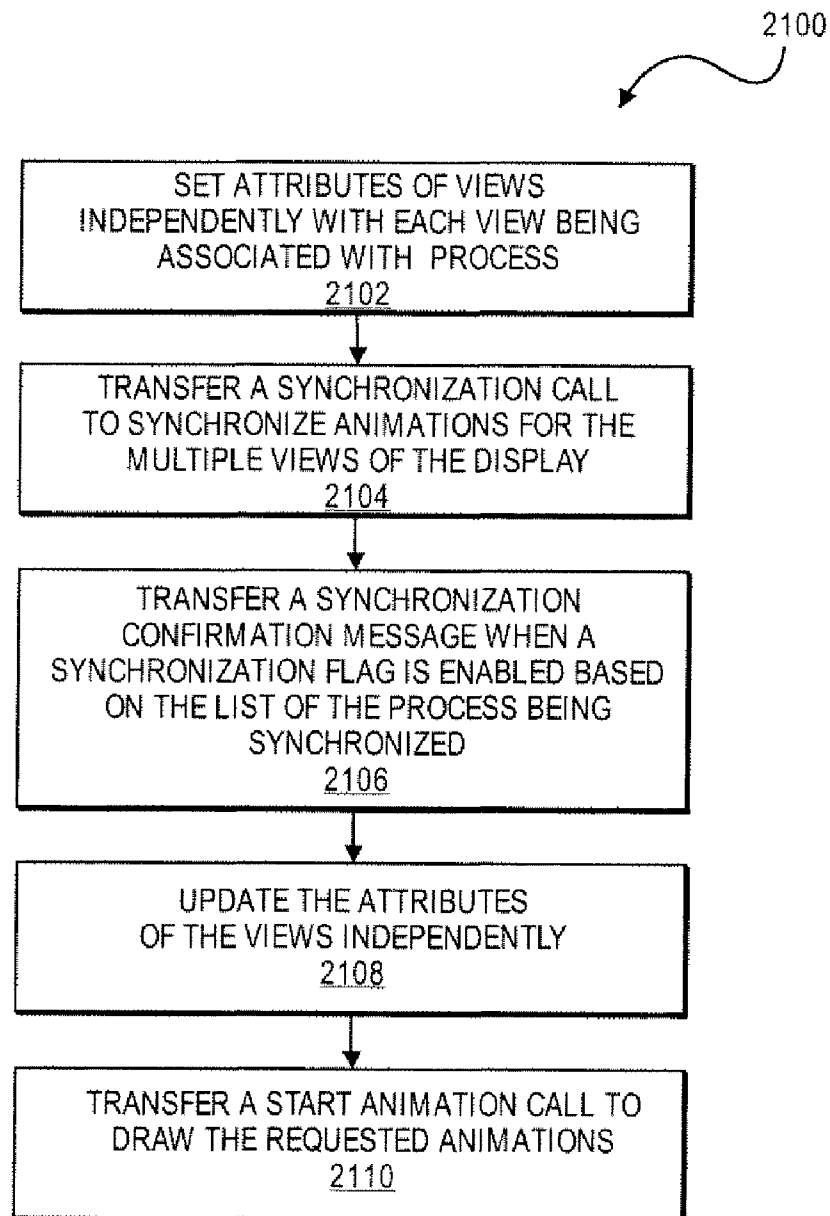 2100
SET ATTRIBUTES OF VIEWS
INDEPENDENTLY WITH EACH VIEW BEING
ASSOCIATED WITH PROCESS
2102
TRANSFER A SYNCHRONIZATION CALL
TO SYNCHRONIZE ANIMATIONS FOR THE
MULTIPLE VIEWS OF THE DISPLAY
2104
TRANSFER A SYNCHRONIZATION
CONFIRMATION MESSAGE WHEN A
SYNCHRONIZATION FLAG IS ENABLED BASED
ON THE LIST OF THE PROCESS BEING
SYNCHRONIZED
2106
UPDATE THE ATTRIBUTES
OF THE VIEWS INDEPENDENTLY
2108
TRANSFER A START ANIMATION CALL TO
DRAW THE REQUESTED ANIMATIONS
2110